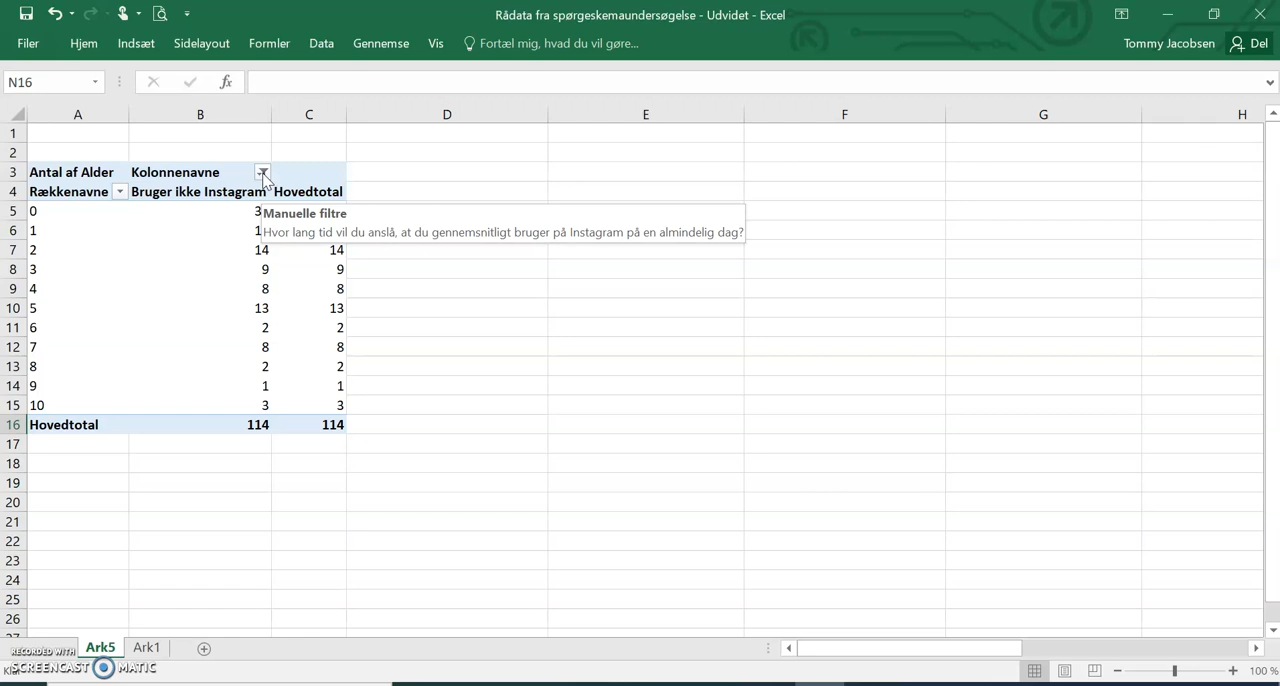 Rådata fra spørgeskemaundersøgelse - Udvidet - Excel
Filer Hjem Indsæt Sidelayout Formler Data Gennemse Vis Fortæl mig, hvad du vil gøre... Tommy Jacobsen Del
N16 fx
A B C D E F G H
1
2
3 Antal af Alder Kolonnenavne
4 Rækkenavne Bruger ikke Instagram Hovedtotal
5 0 3
Manuelle filtre
6 1 1
Hvor lang tid vil du anslå, at du gennemsnitligt bruger på Instagram på en almindelig dag?
7 2 14 14
8 3 9 9
9 4 8 8
10 5 13 13
11 6 2 2
12 7 8 8
13 8 2 2
14 9 1 1
15 10 3 3
16 Hovedtotal 114 114
17
18
19
20
21
22
23
24
25
26
27
Ark5 Ark1
RECORDED WITH
SCREENCAST MATIC
100 %